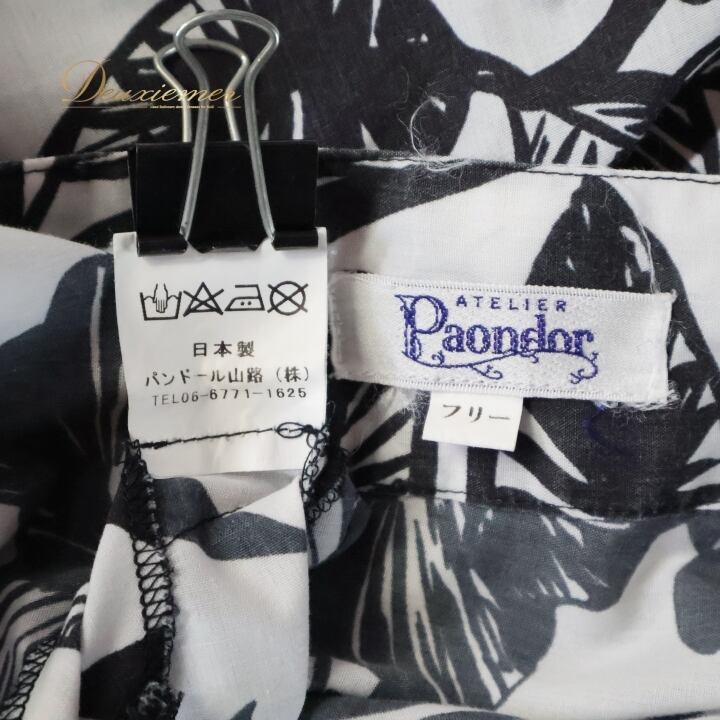 Deuxiemer
ATELIER
Paondor
フリー
日本製
パンドール山路（株）
TEL06-6771-1625